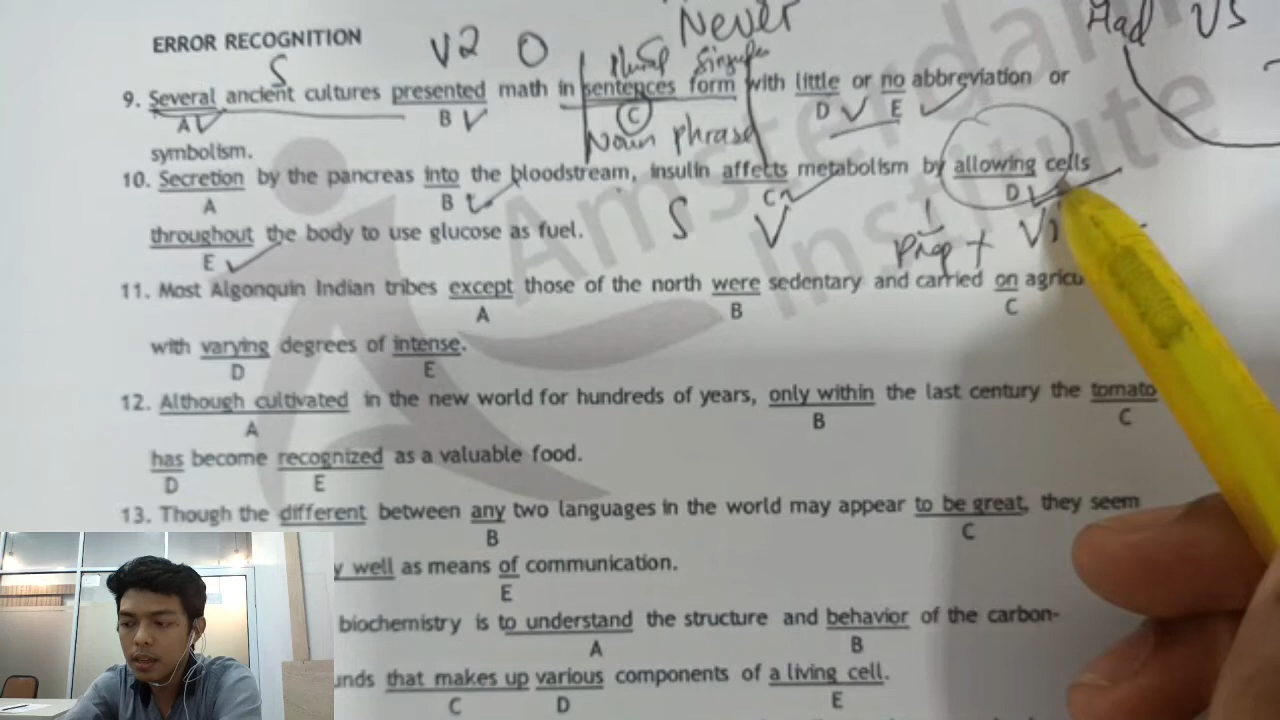 Never
Had V3
ERROR RECOGNITION
V2 O
S
Plural Singular
9. Several ancient cultures presented math in sentences form with little or no abbreviation or
A B C D E
Noun phrase
symbolism.
10. Secretion by the pancreas into the bloodstream, insulin affects metabolism by allowing cells
A B C D
S V
Prep +
throughout the body to use glucose as fuel.
E
11. Most Algonquin Indian tribes except those of the north were sedentary and carried on agricu
A B C
with varying degrees of intense.
D E
12. Although cultivated in the new world for hundreds of years, only within the last century the tomato
A B C
has become recognized as a valuable food.
D E
13. Though the different between any two languages in the world may appear to be great, they seem
B C
y well as means of communication.
E
biochemistry is to understand the structure and behavior of the carbon-
A B
unds that makes up various components of a living cell.
C D E
Amsterdam
Institute